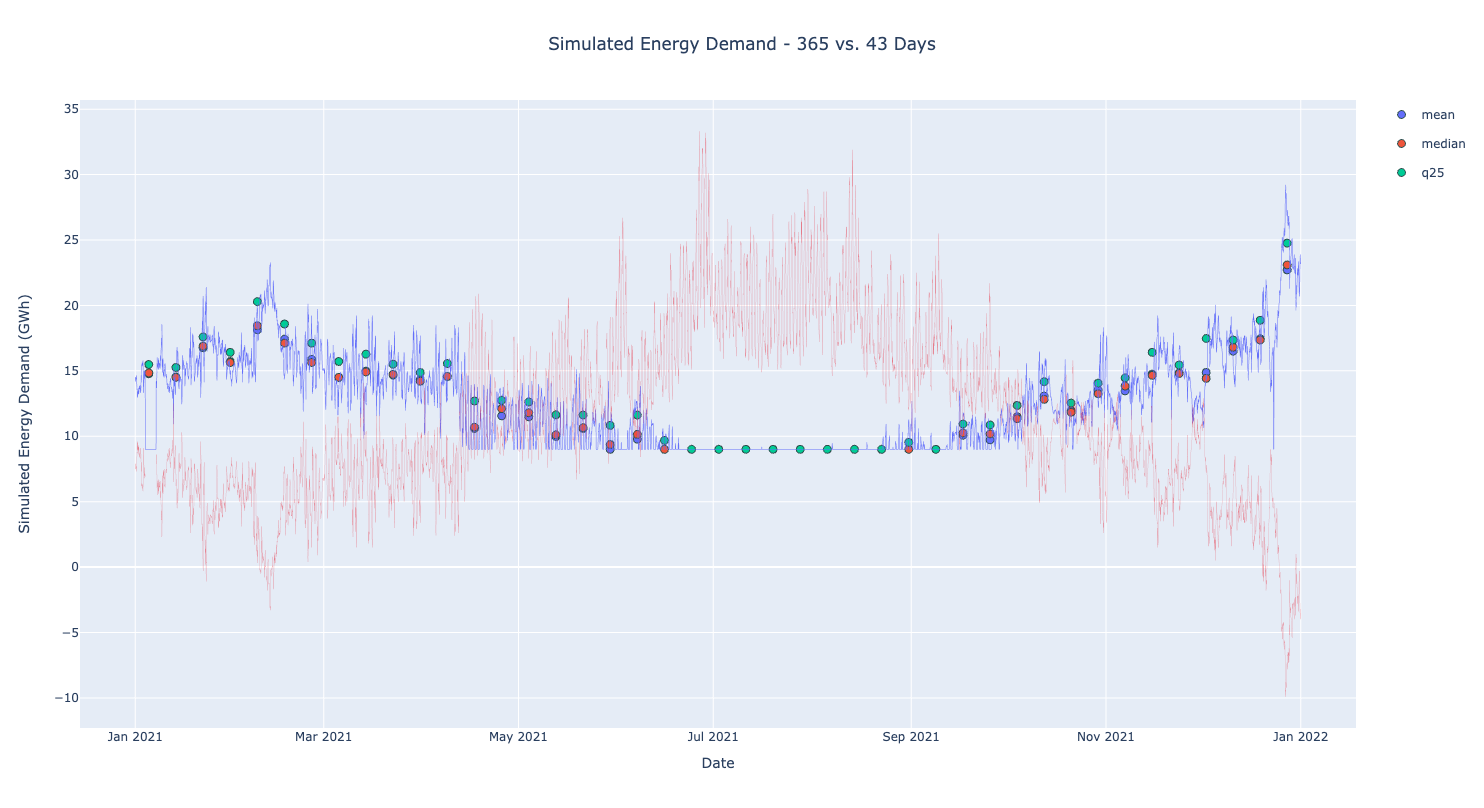 Simulated Energy Demand - 365 vs. 43 Days
mean
median
q25
Simulated Energy Demand (GWh)
35
30
25
20
15
10
5
0
−5
−10
Jan 2021
Mar 2021
May 2021
Jul 2021
Sep 2021
Nov 2021
Jan 2022
Date